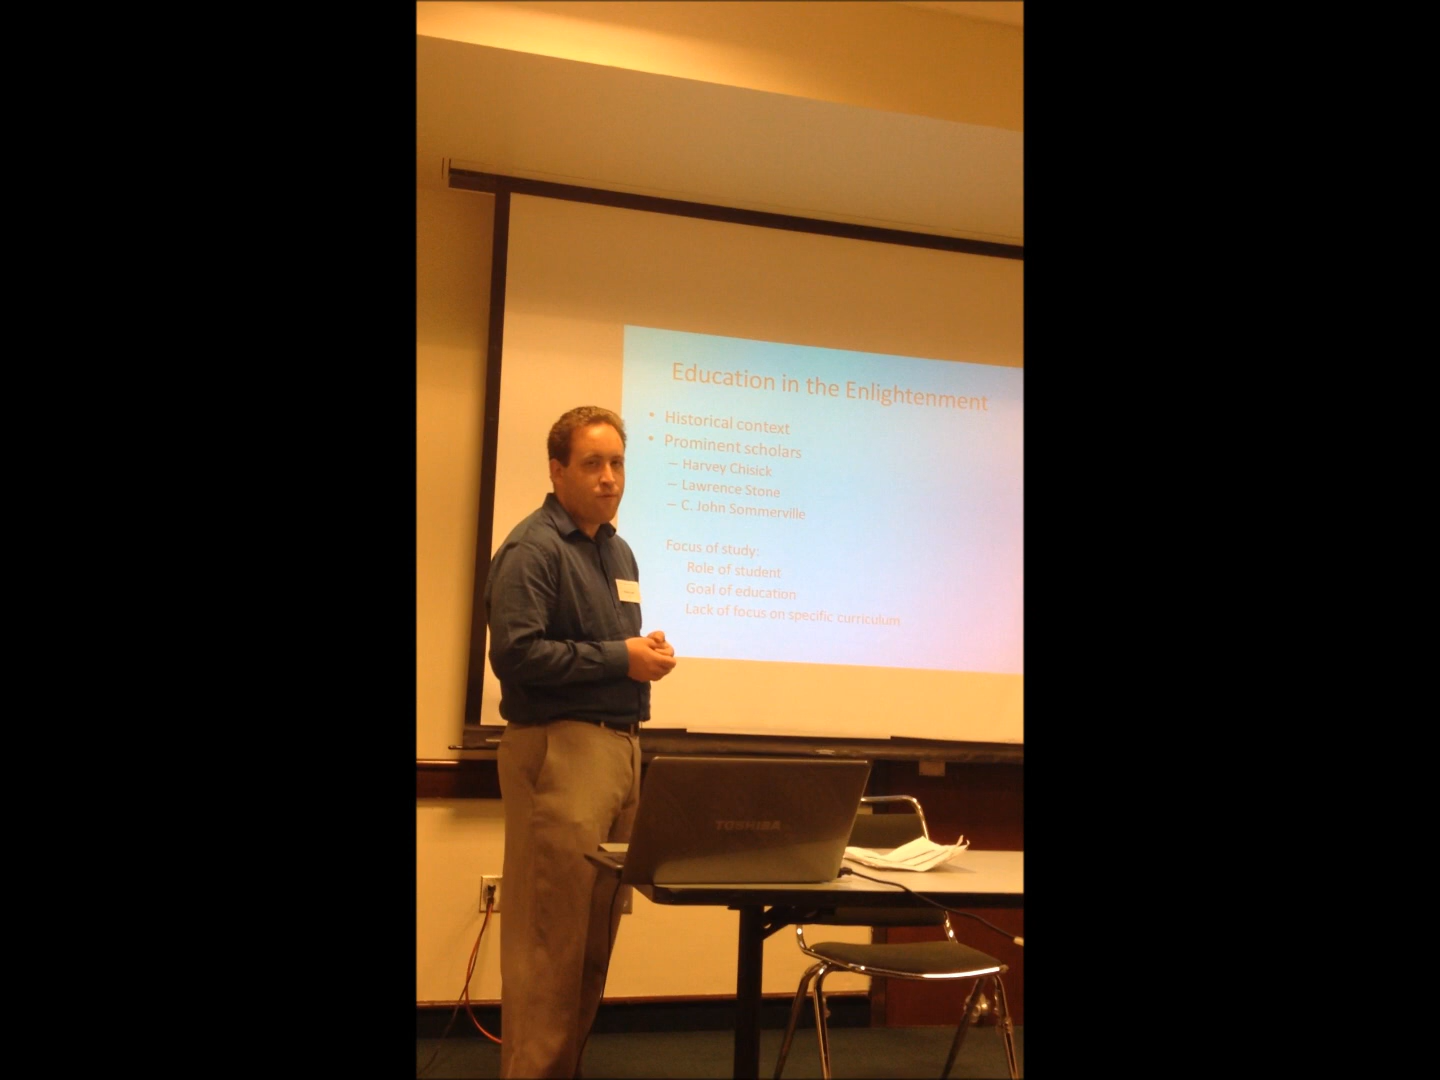 Education in the Enlightenment
• Historical context
• Prominent scholars
– Harvey Chisick
– Lawrence Stone
– C. John Sommerville
Focus of study:
Role of student
Goal of education
Lack of focus on specific curriculum
TOSHIBA